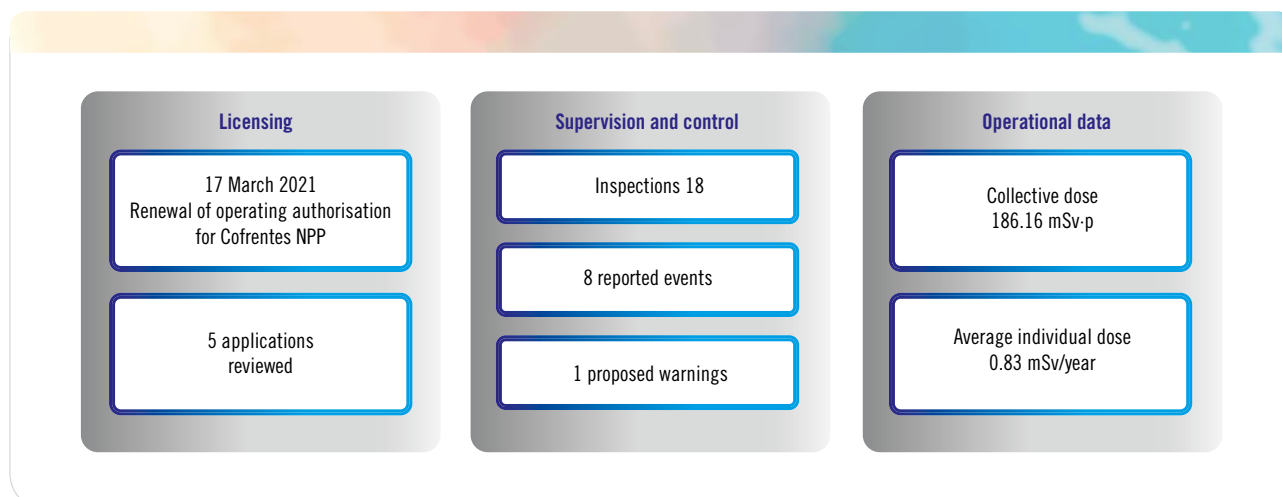 Licensing
17 March 2021
Renewal of operating authorisation
for Cofrentes NPP
5 applications
reviewed
Supervision and control
Inspections 18
8 reported events
1 proposed warnings
Operational data
Collective dose
186.16 mSv·p
Average individual dose
0.83 mSv/year